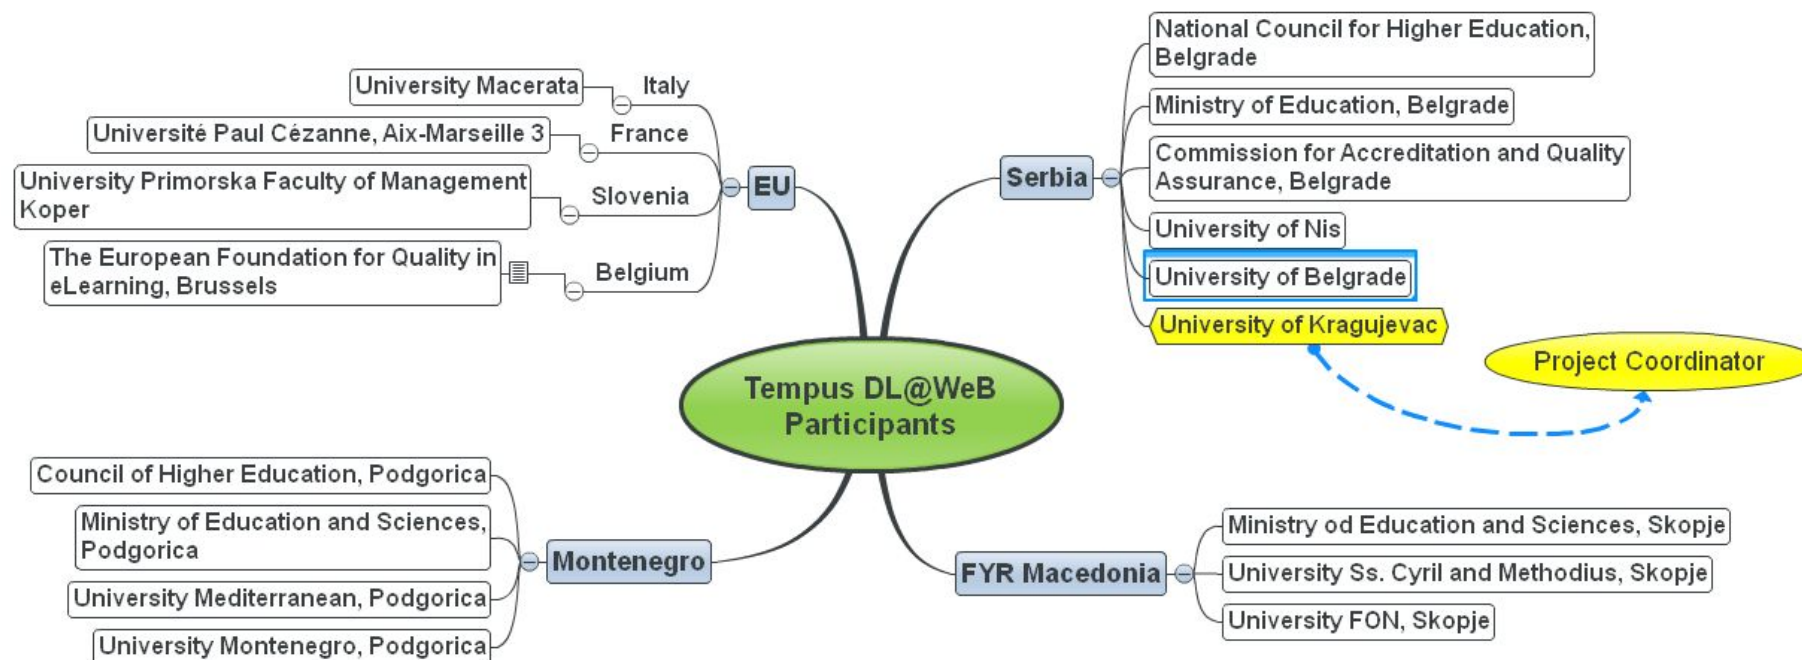 Tempus DL@WeB
Participants
EU
Italy
University Macerata
France
Université Paul Cézanne, Aix-Marseille 3
Slovenia
University Primorska Faculty of Management
Koper
Belgium
The European Foundation for Quality in
eLearning, Brussels
Serbia
National Council for Higher Education,
Belgrade
Ministry of Education, Belgrade
Commission for Accreditation and Quality
Assurance, Belgrade
University of Nis
University of Belgrade
University of Kragujevac
Project Coordinator
Montenegro
Council of Higher Education, Podgorica
Ministry of Education and Sciences,
Podgorica
University Mediterranean, Podgorica
University Montenegro, Podgorica
FYR Macedonia
Ministry od Education and Sciences, Skopje
University Ss. Cyril and Methodius, Skopje
University FON, Skopje